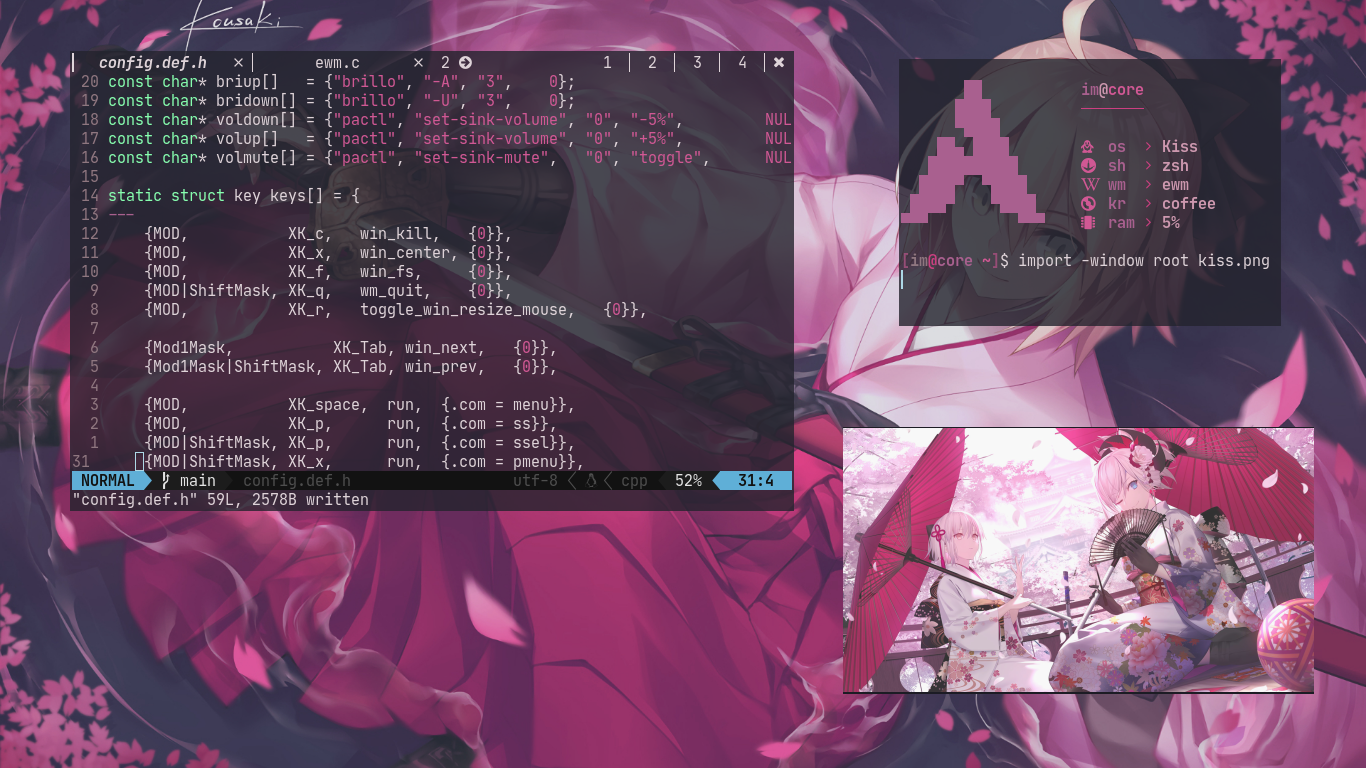 Kousaki
config.def.h × ewm.c × 2 1 2 3 4 ✖
20 const char* briup[]   = {"brillo", "-A", "3",    0};
19 const char* bridown[] = {"brillo", "-U", "3",    0};
18 const char* voldown[] = {"pactl", "set-sink-volume", "0", "-5%",         NUL
17 const char* volup[]   = {"pactl", "set-sink-volume", "0", "+5%",         NUL
16 const char* volmute[] = {"pactl", "set-sink-mute",   "0", "toggle",      NUL
15
14 static struct key keys[] = {
13 ---
12     {MOD,           XK_c,   win_kill,   {0}},
11     {MOD,           XK_x,   win_center, {0}},
10     {MOD,           XK_f,   win_fs,     {0}},
9     {MOD|ShiftMask, XK_q,   wm_quit,    {0}},
8     {MOD,           XK_r,   toggle_win_resize_mouse,    {0}},
7
6     {Mod1Mask,           XK_Tab, win_next,   {0}},
5     {Mod1Mask|ShiftMask, XK_Tab, win_prev,   {0}},
4
3     {MOD,           XK_space,  run,  {.com = menu}},
2     {MOD,           XK_p,      run,  {.com = ss}},
1     {MOD|ShiftMask, XK_p,      run,  {.com = ssel}},
31     {MOD|ShiftMask, XK_x,      run,  {.com = pmenu}},
NORMAL main config.def.h utf-8 cpp 52% 31:4
"config.def.h" 59L, 2578B written
im@core
os > Kiss
sh > zsh
wm > ewm
kr > coffee
ram > 5%
[im@core ~]$ import -window root kiss.png